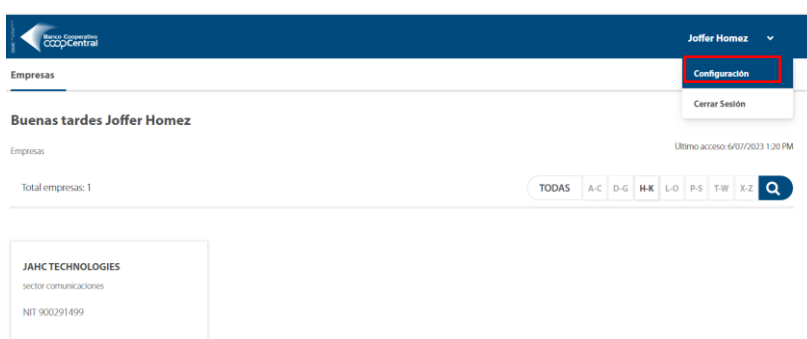 Banco Cooperativo
coopCentral
Joffer Homez
Empresas
Configuración
Cerrar Sesión
Buenas tardes Joffer Homez
Empresas
Último acceso: 6/07/2023 1:20 PM
Total empresas: 1
TODAS A-C D-G H-K L-O P-S T-W X-Z
JAHC TECHNOLOGIES
sector comunicaciones
NIT 900291499